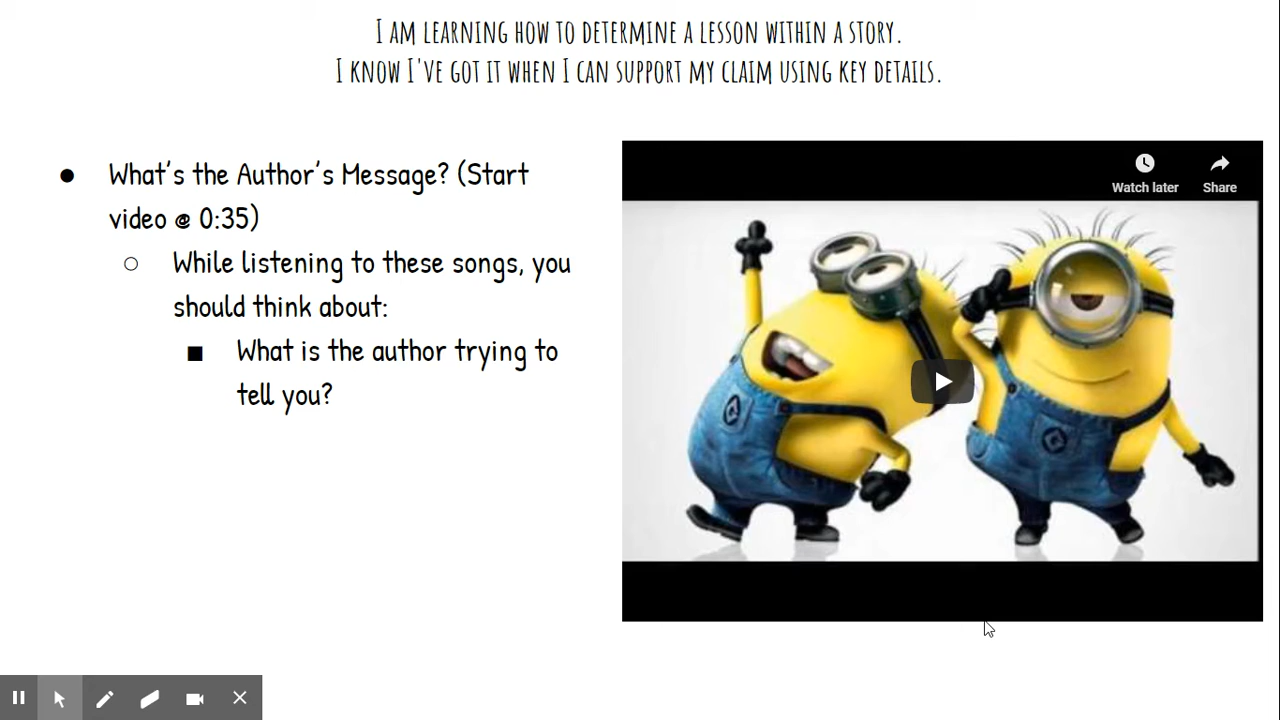 I am learning how to determine a lesson within a story.
I know I've got it when I can support my claim using key details.
● What's the Author's Message? (Start
video @ 0:35)
○ While listening to these songs, you
should think about:
■ What is the author trying to
tell you?
Watch later Share